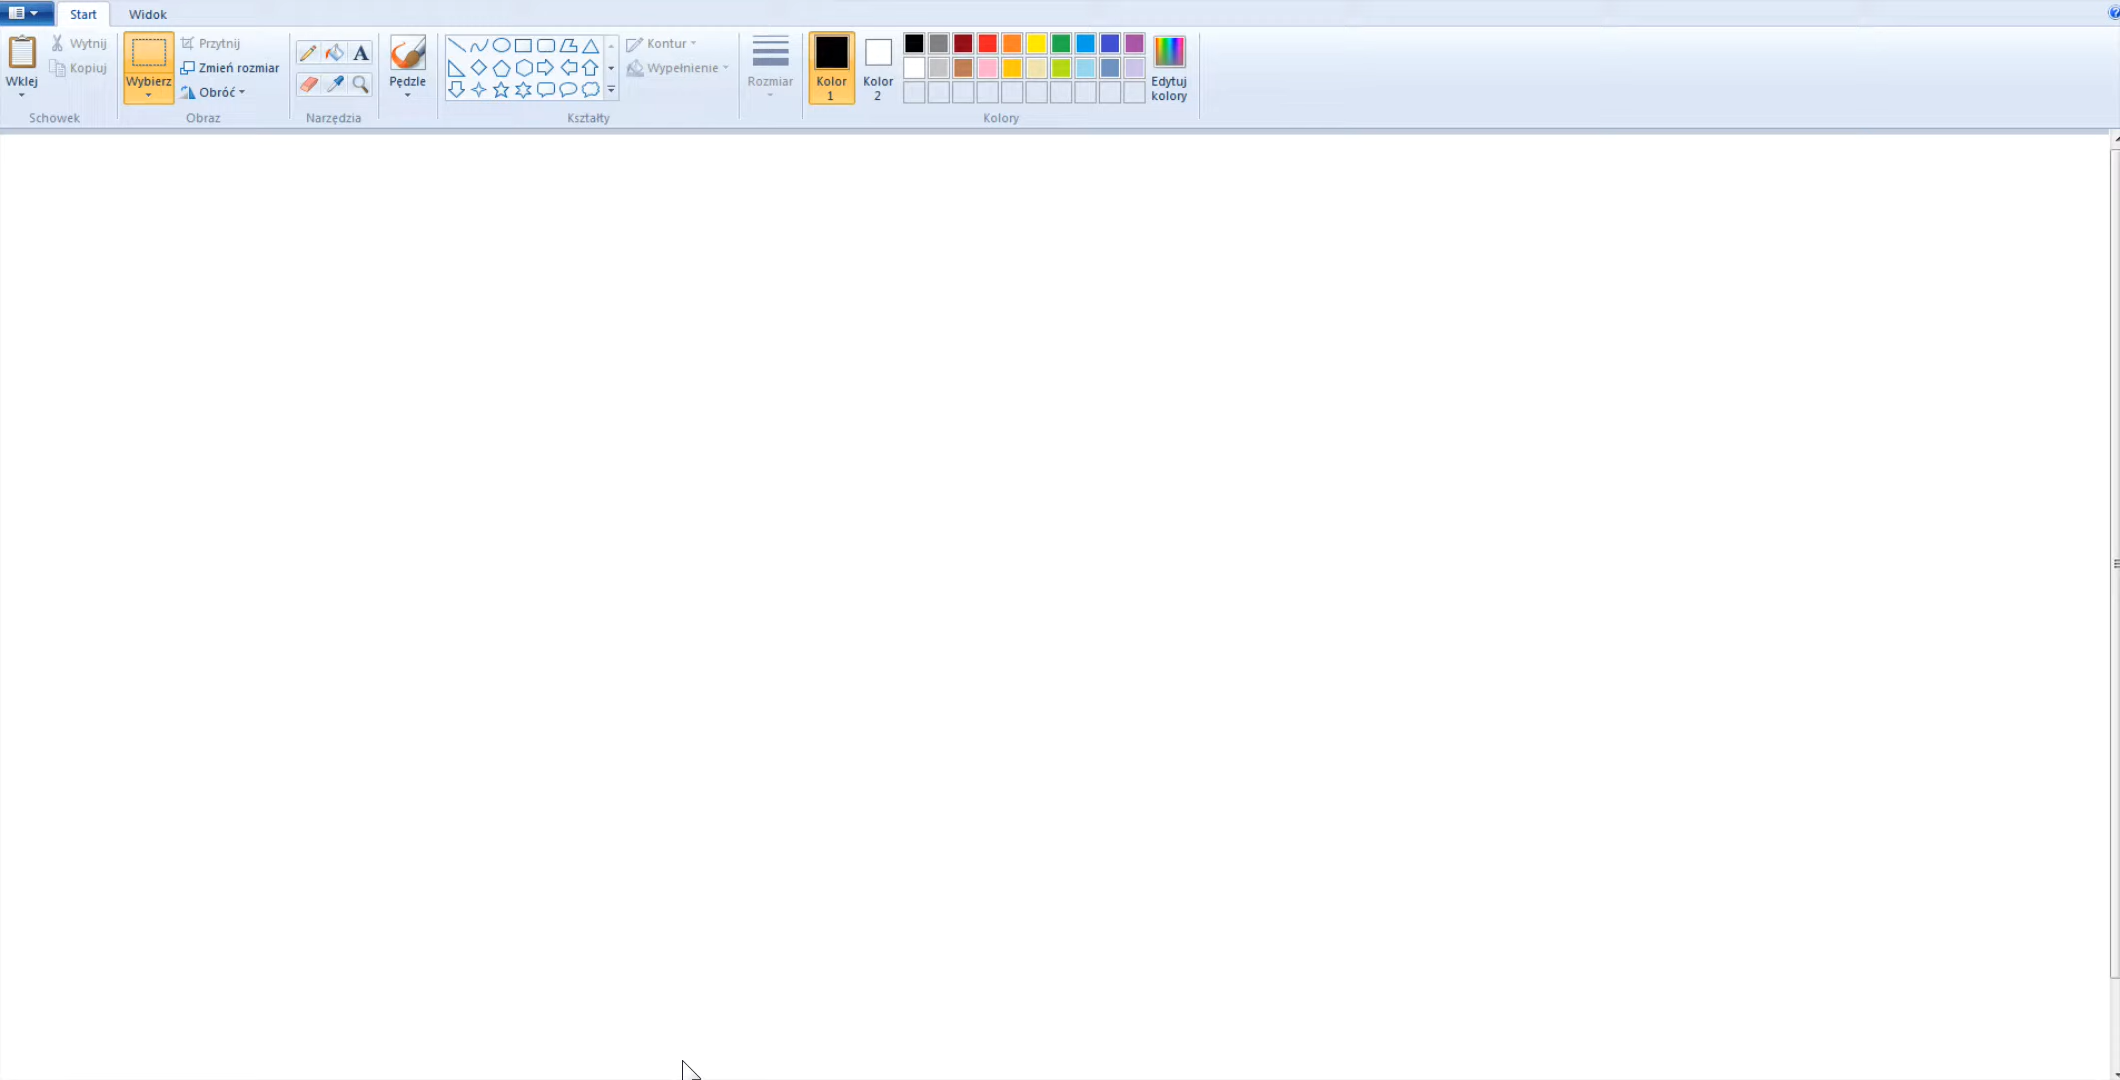 Start Widok
Wklej Wytnij Kopiuj
Schowek
Wybierz Przytnij Zmień rozmiar Obróć
Obraz
A
Narzędzia
Pędzle
Kształty
Kontur
Wypełnienie
Rozmiar
Kolor 1
Kolor 2
Edytuj kolory
Kolory